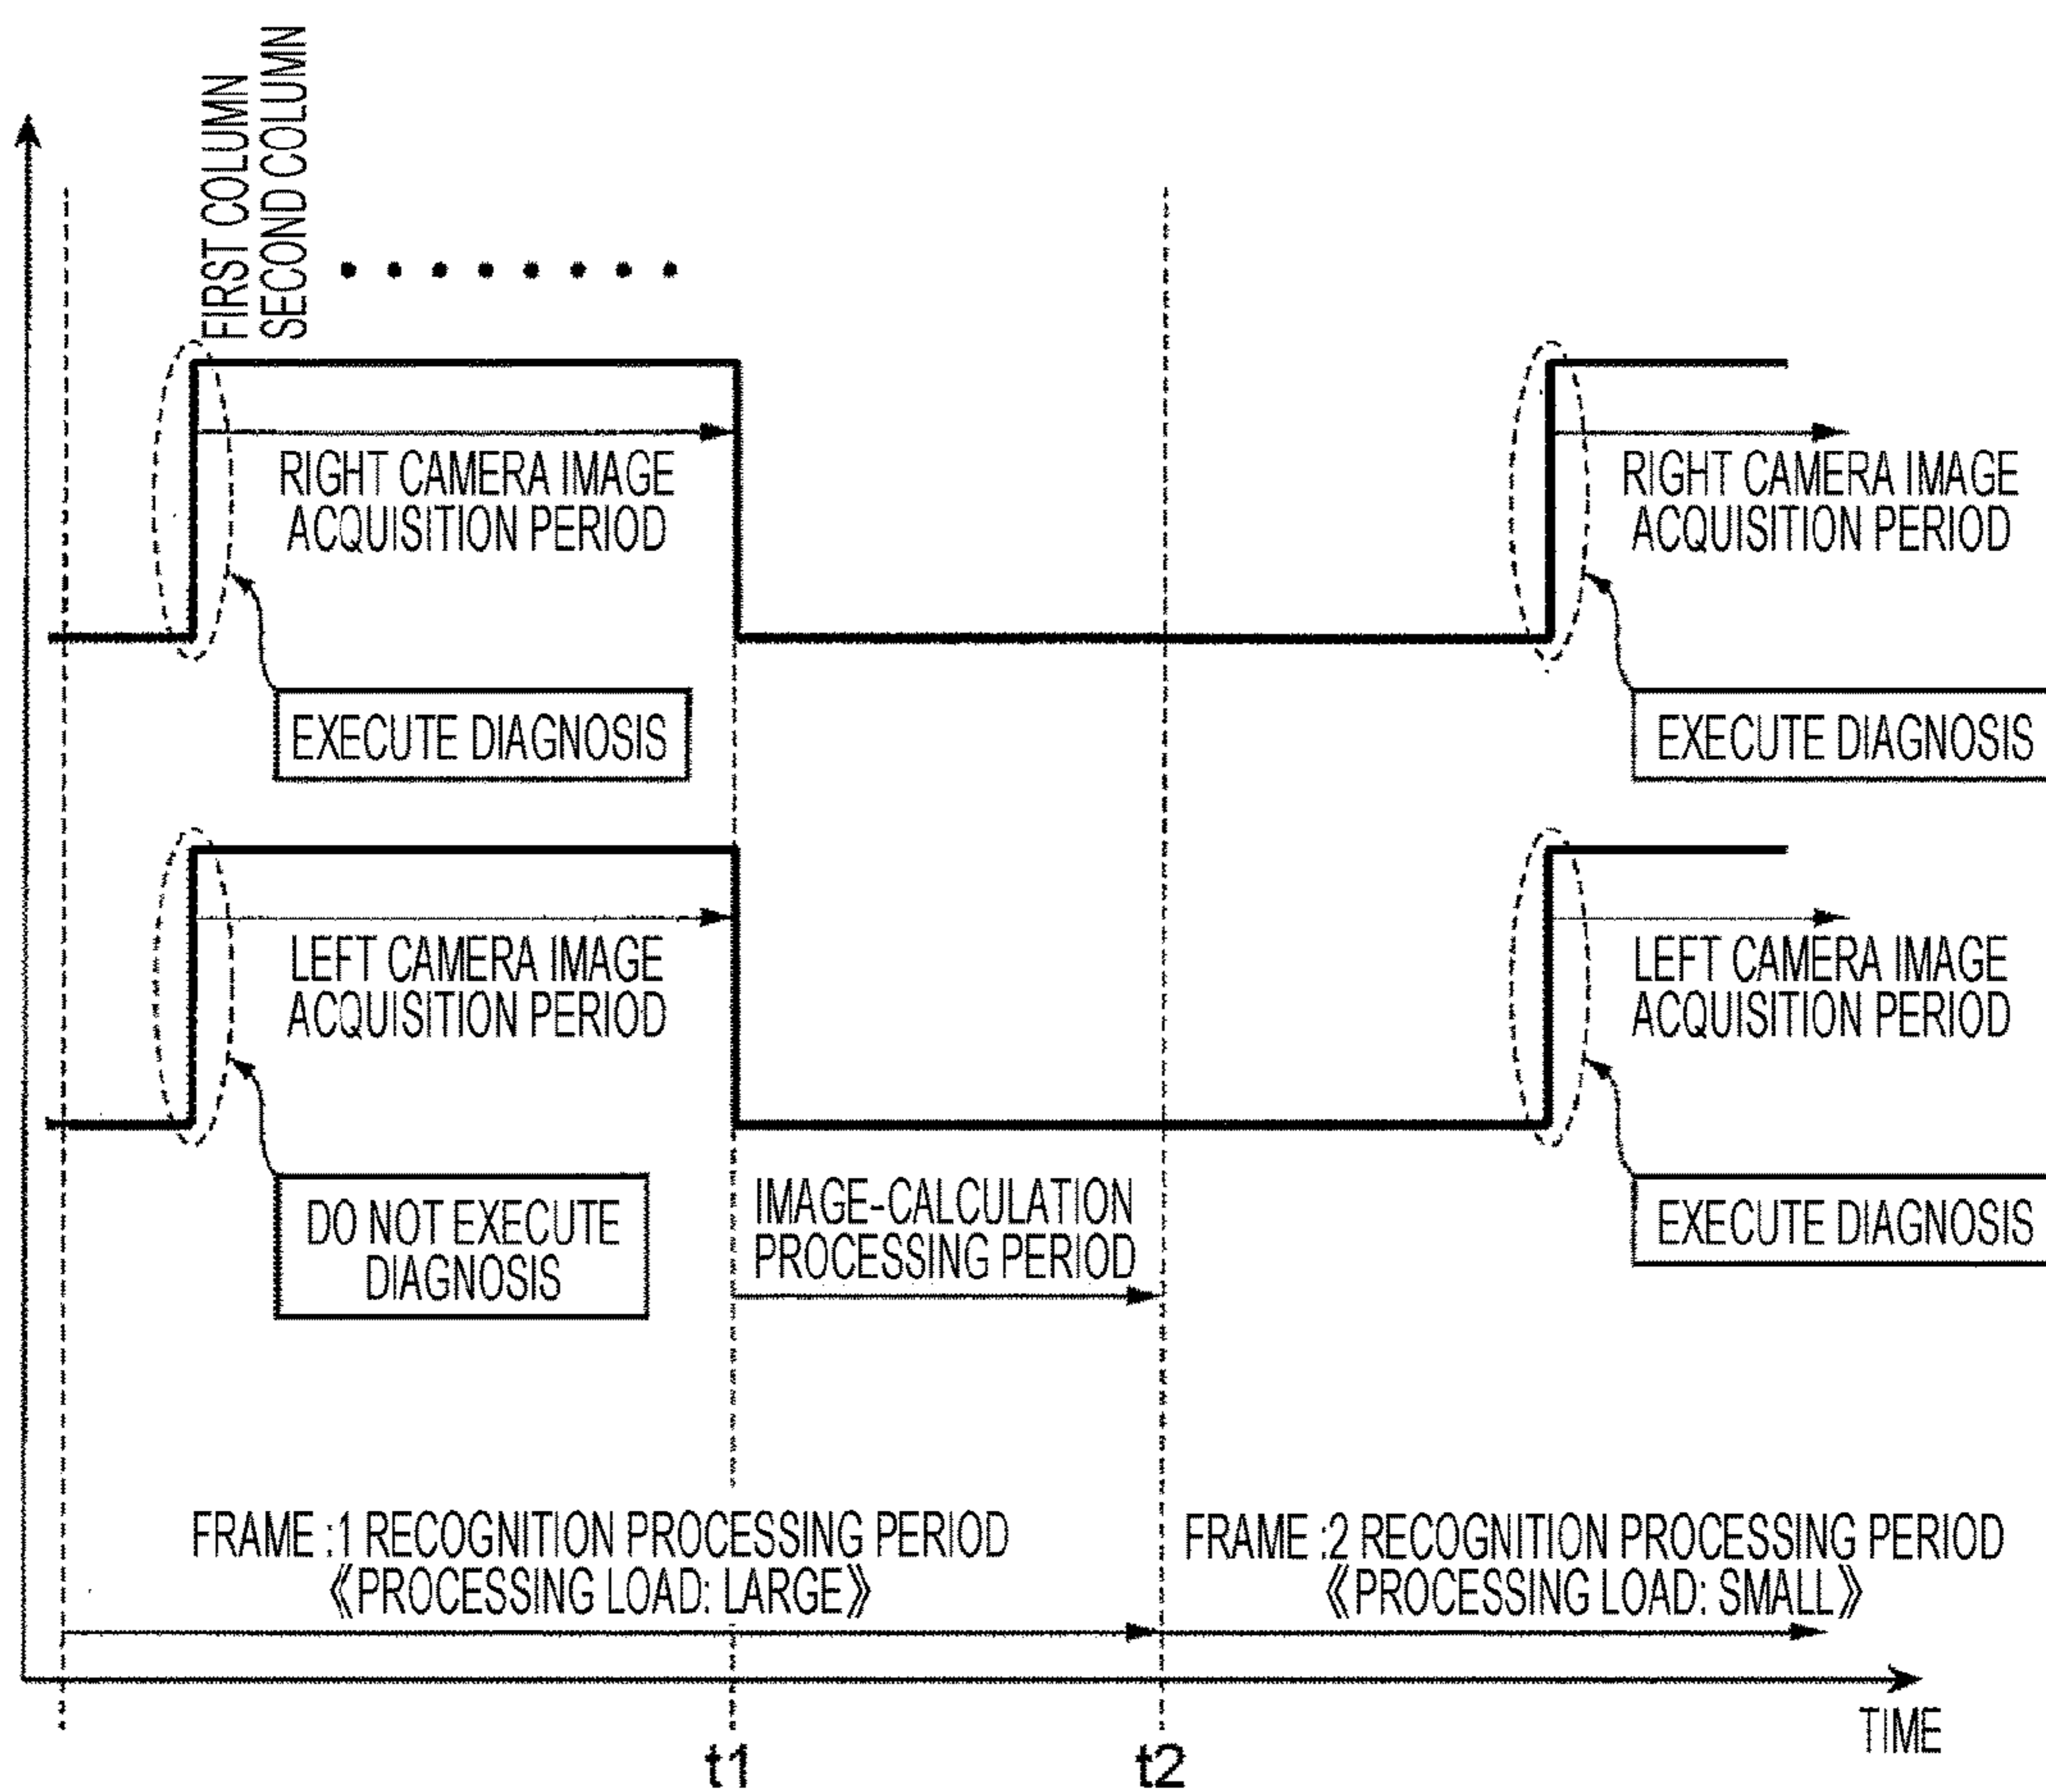 FIRST COLUMN
SECOND COLUMN
RIGHT CAMERA IMAGE
ACQUISITION PERIOD
RIGHT CAMERA IMAGE
ACQUISITION PERIOD
EXECUTE DIAGNOSIS
EXECUTE DIAGNOSIS
LEFT CAMERA IMAGE
ACQUISITION PERIOD
LEFT CAMERA IMAGE
ACQUISITION PERIOD
DO NOT EXECUTE
DIAGNOSIS
IMAGE-CALCULATION
PROCESSING PERIOD
EXECUTE DIAGNOSIS
FRAME :1 RECOGNITION PROCESSING PERIOD
《PROCESSING LOAD: LARGE》
FRAME :2 RECOGNITION PROCESSING PERIOD
《PROCESSING LOAD: SMALL》
TIME
t1
t2